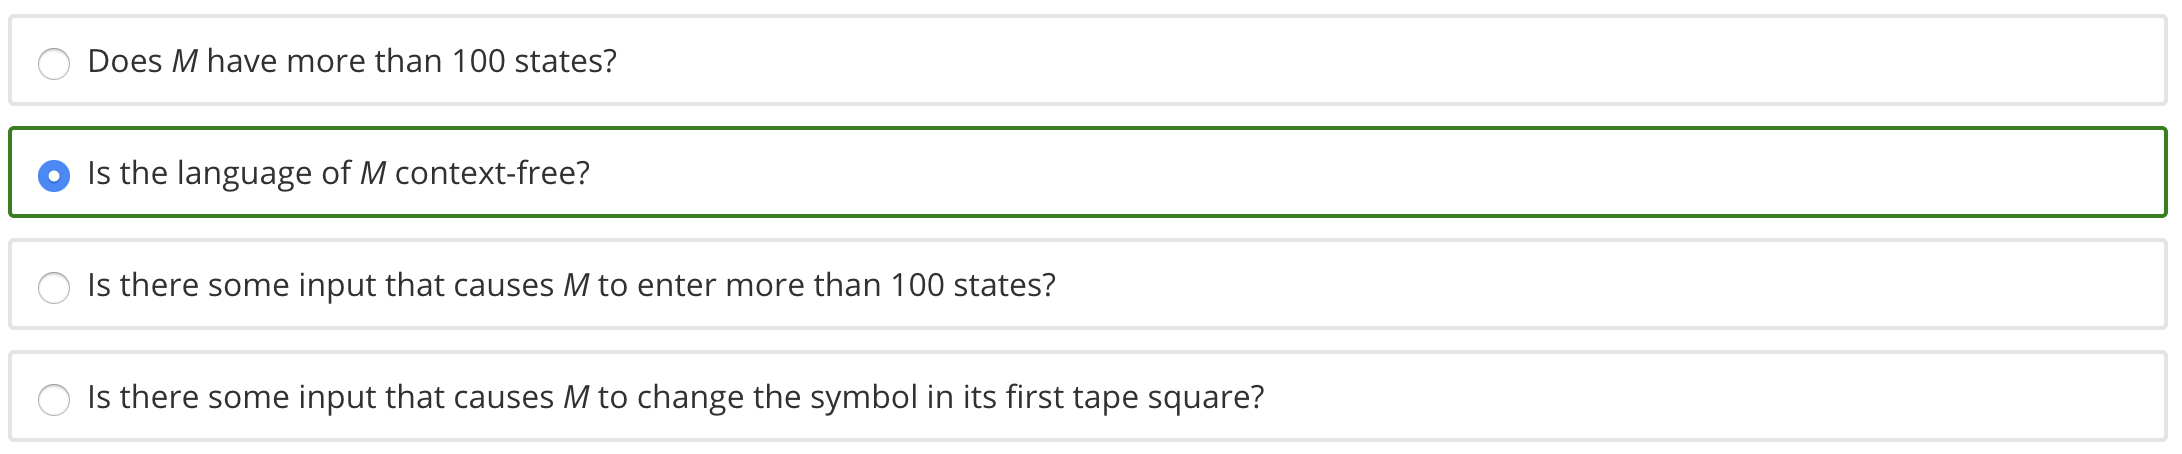 Does M have more than 100 states?
Is the language of M context-free?
Is there some input that causes M to enter more than 100 states?
Is there some input that causes M to change the symbol in its first tape square?